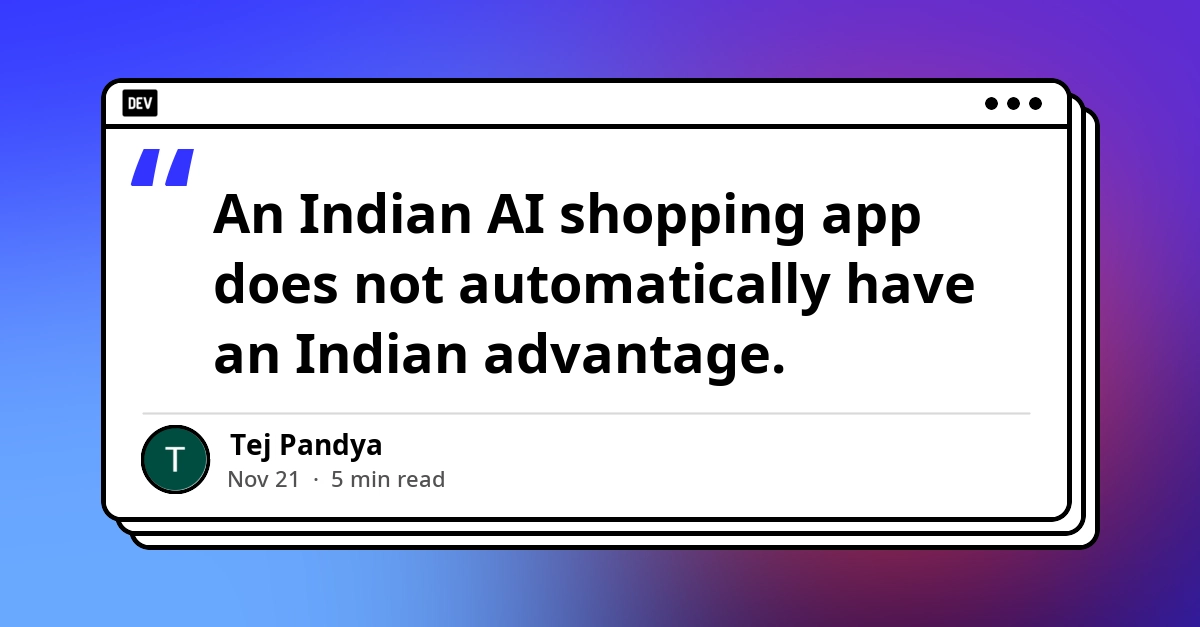 DEV
“
An Indian AI shopping app
does not automatically have
an Indian advantage.
T
Tej Pandya
Nov 21 · 5 min read